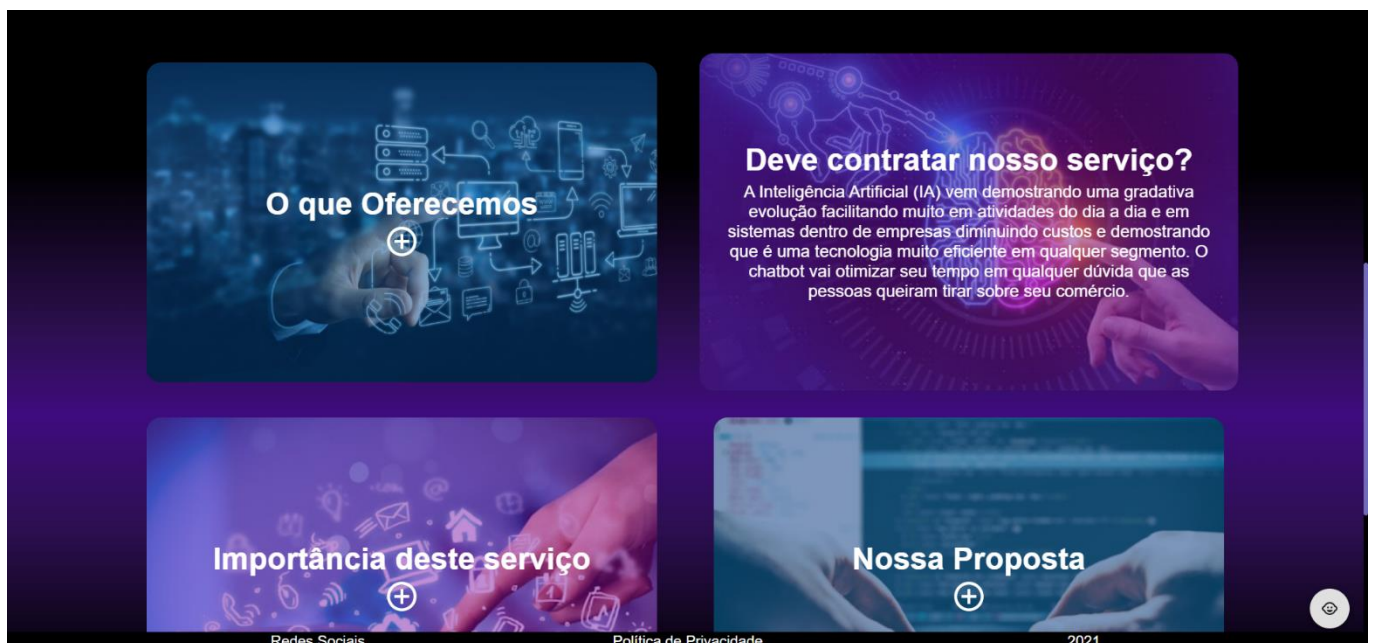 O que Oferecemos
Deve contratar nosso serviço?
A Inteligência Artificial (IA) vem demostrando uma gradativa
evolução facilitando muito em atividades do dia a dia e em
sistemas dentro de empresas diminuindo custos e demostrando
que é uma tecnologia muito eficiente em qualquer segmento. O
chatbot vai otimizar seu tempo em qualquer dúvida que as
pessoas queiram tirar sobre seu comércio.
Importância deste serviço
Nossa Proposta
Redes Sociais
Política de Privacidade
2021